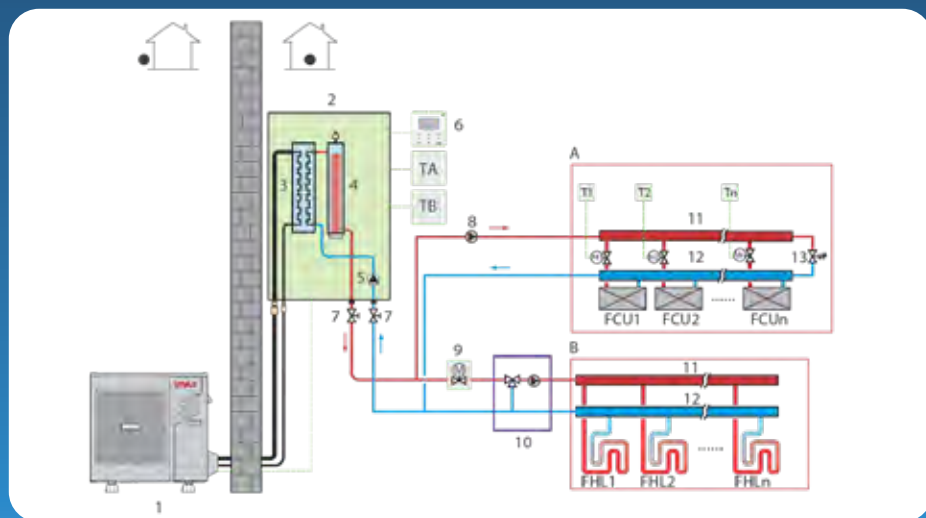 2
6
A
TA
T1
T2
Tn
3
4
11
8
TB
12
13
5
FCU1
FCU2
......
FCUn
7
7
9
B
11
12
10
FHL1
FHL2
......
FHLn
1